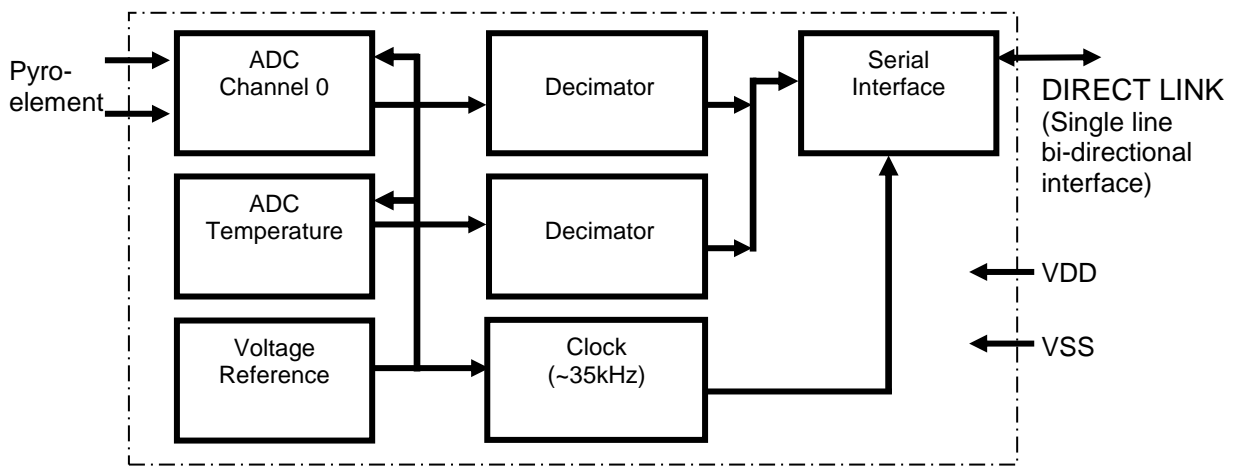 Pyro-
element
ADC
Channel 0
Decimator
Serial
Interface
DIRECT LINK
(Single line
bi-directional
interface)
ADC
Temperature
Decimator
VDD
Voltage
Reference
Clock
(~35kHz)
VSS